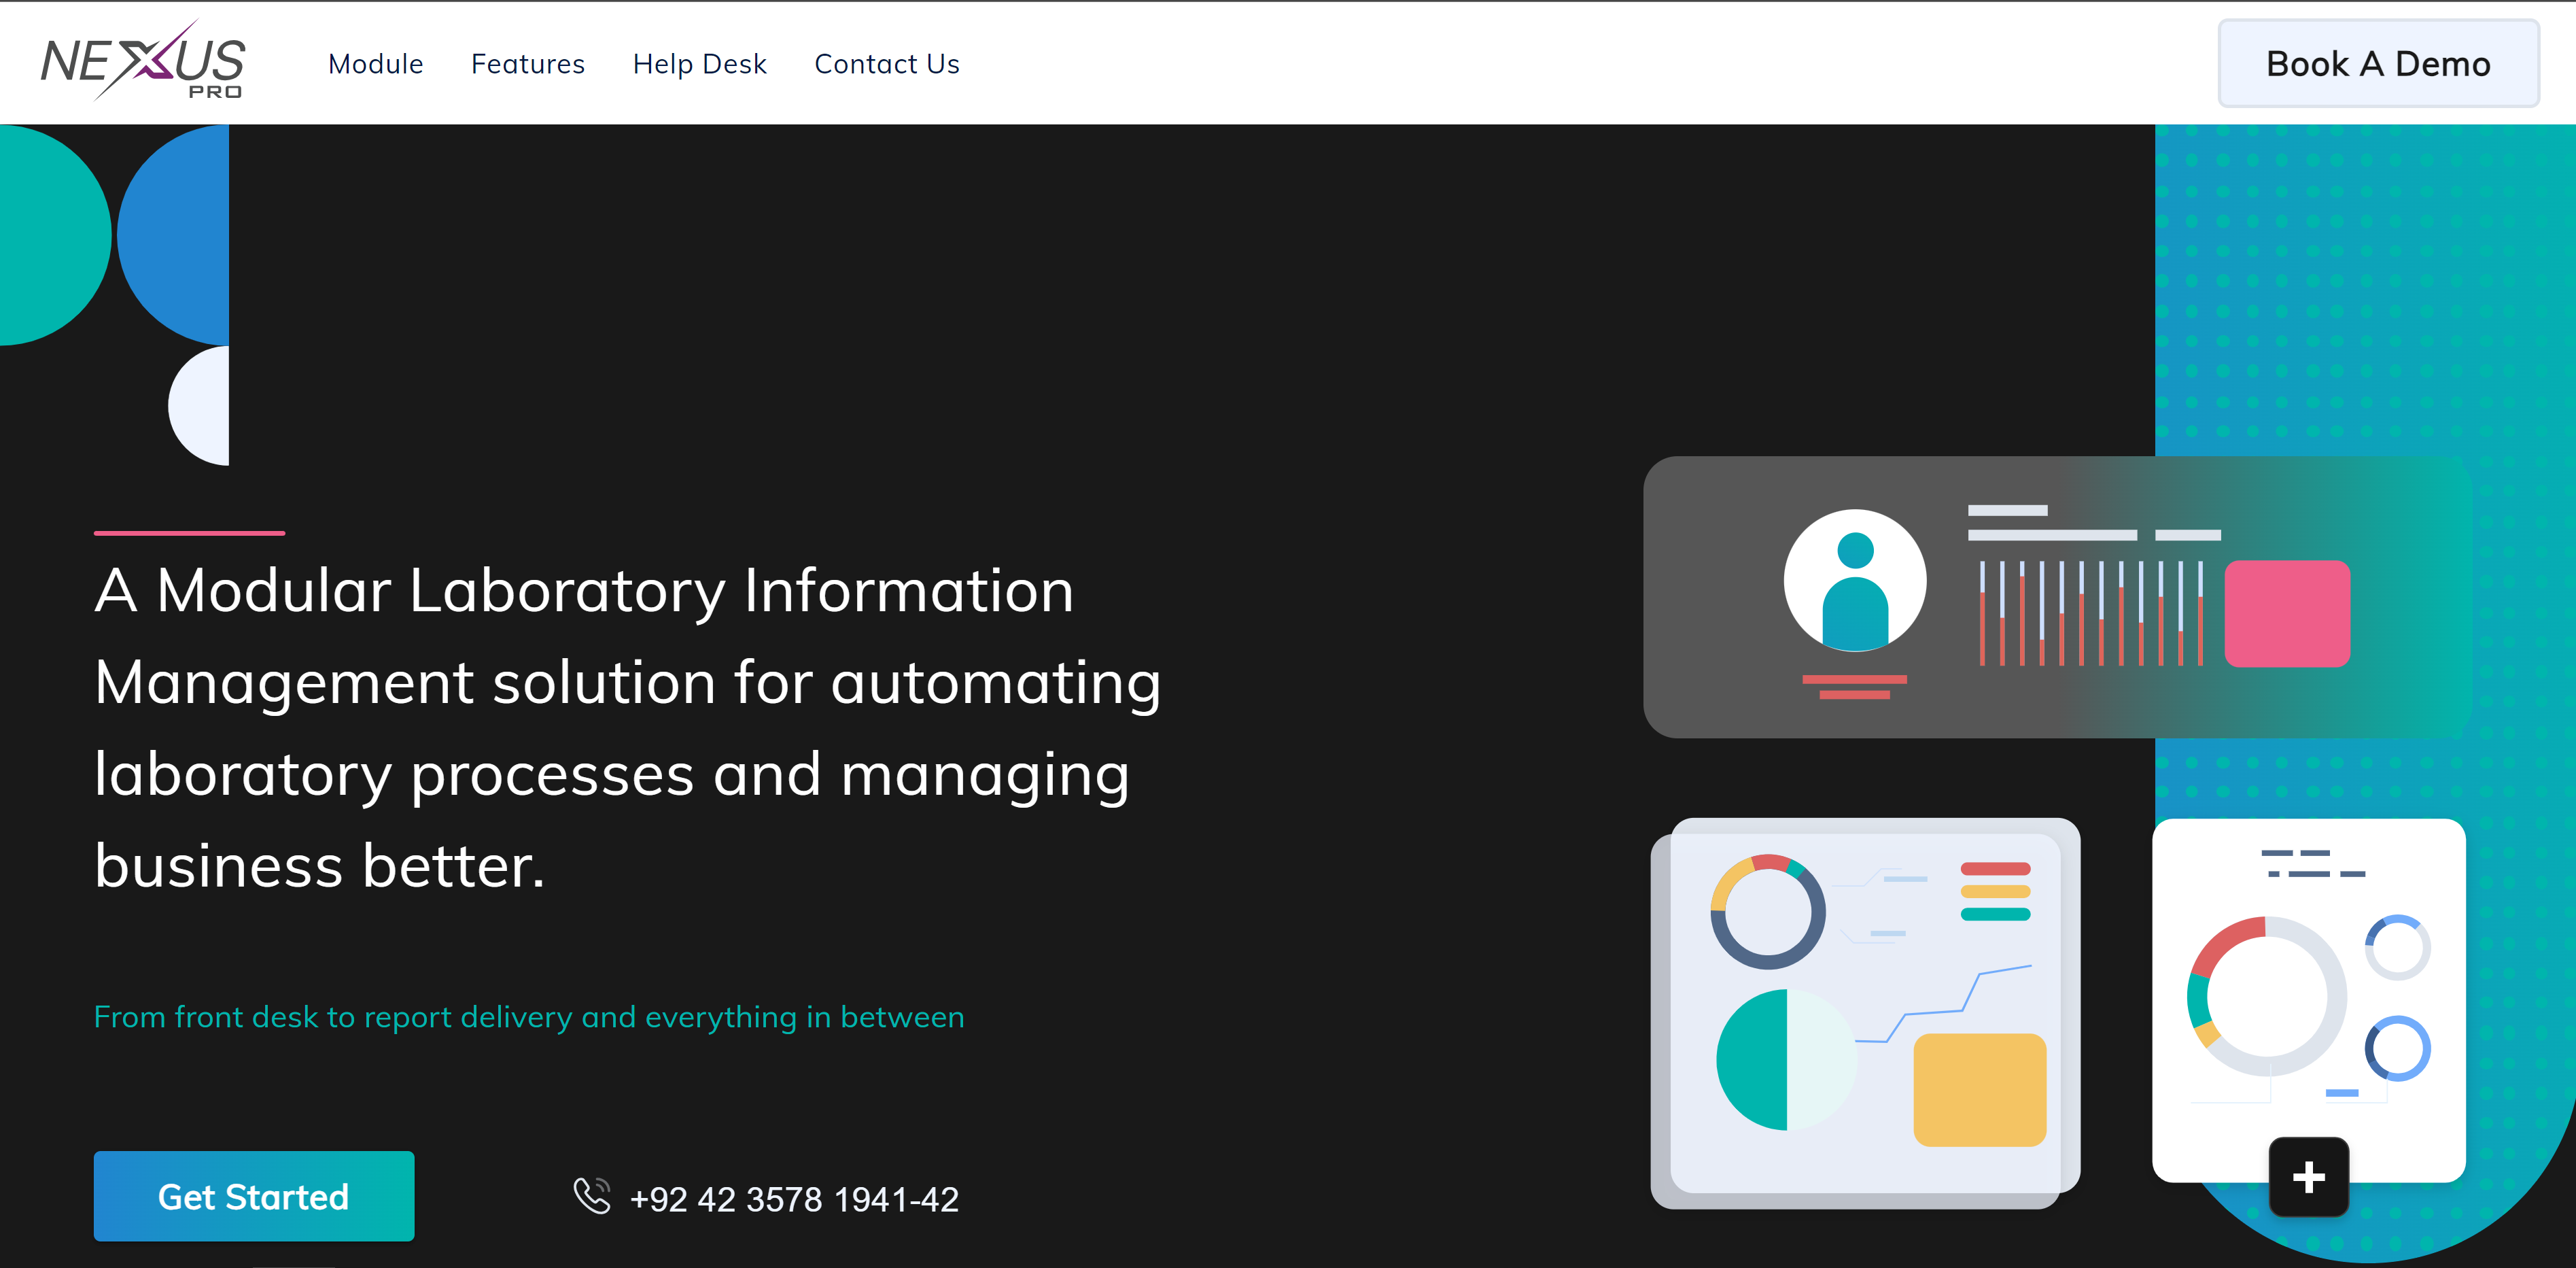 NEXUS
PRO
Module
Features
Help Desk
Contact Us
Book A Demo
A Modular Laboratory Information
Management solution for automating
laboratory processes and managing
business better.
From front desk to report delivery and everything in between
Get Started
+92 42 3578 1941-42